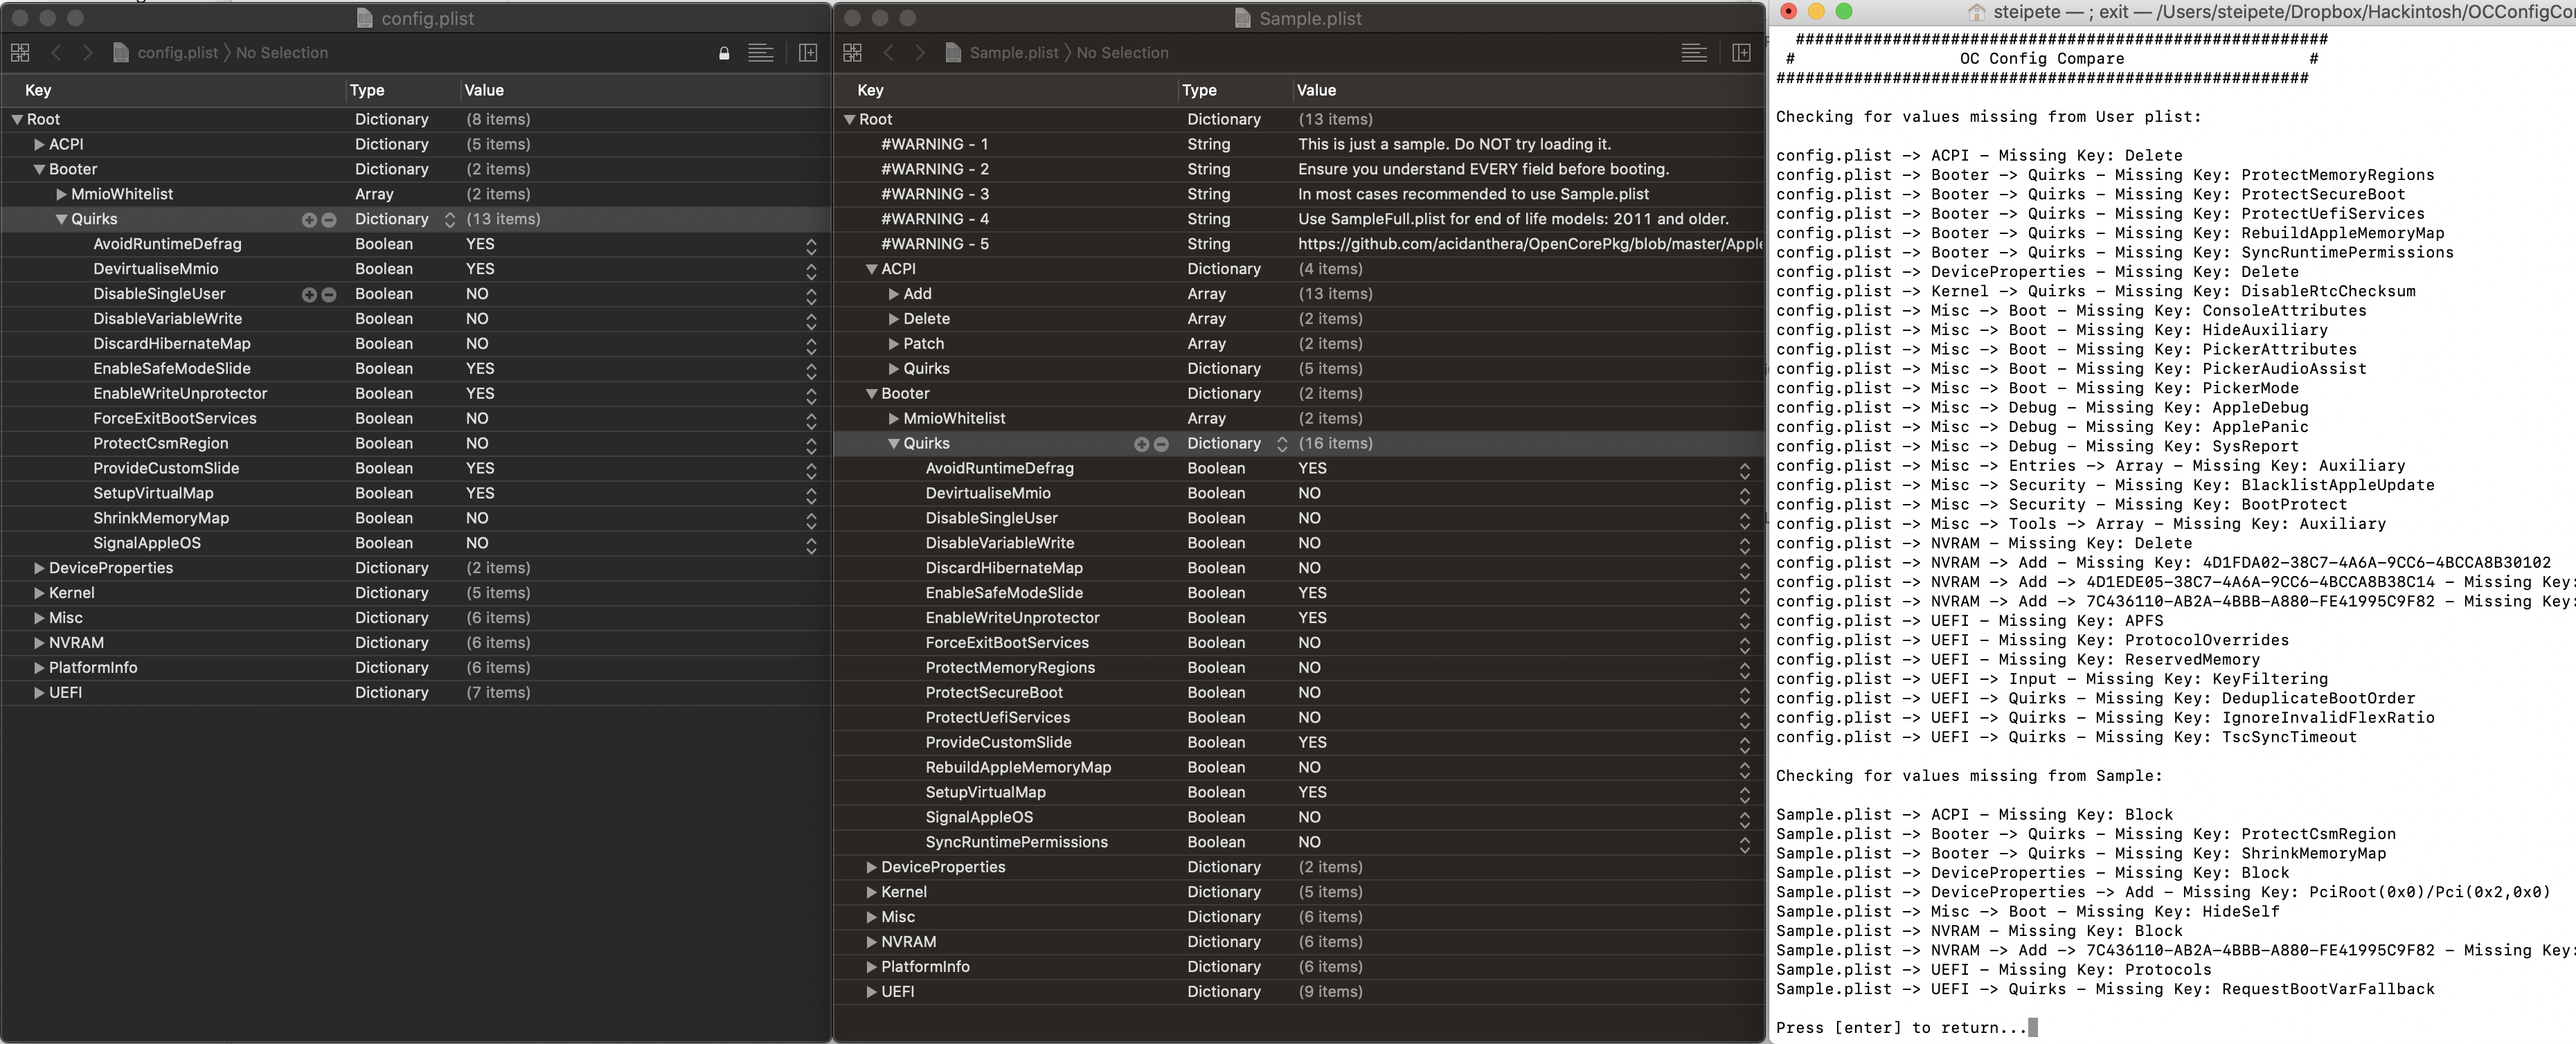 config.plist
config.plist 〉 No Selection
Key Type Value
Root Dictionary (8 items)
ACPI Dictionary (5 items)
Booter Dictionary (2 items)
MmioWhitelist Array (2 items)
Quirks Dictionary (13 items)
AvoidRuntimeDefrag Boolean YES
DevirtualiseMmio Boolean YES
DisableSingleUser Boolean NO
DisableVariableWrite Boolean NO
DiscardHibernateMap Boolean NO
EnableSafeModeSlide Boolean YES
EnableWriteUnprotector Boolean YES
ForceExitBootServices Boolean NO
ProtectCsmRegion Boolean NO
ProvideCustomSlide Boolean YES
SetupVirtualMap Boolean YES
ShrinkMemoryMap Boolean NO
SignalAppleOS Boolean NO
DeviceProperties Dictionary (2 items)
Kernel Dictionary (5 items)
Misc Dictionary (6 items)
NVRAM Dictionary (6 items)
PlatformInfo Dictionary (6 items)
UEFI Dictionary (7 items)
Sample.plist
Sample.plist 〉 No Selection
Key Type Value
Root Dictionary (13 items)
#WARNING - 1 String This is just a sample. Do NOT try loading it.
#WARNING - 2 String Ensure you understand EVERY field before booting.
#WARNING - 3 String In most cases recommended to use Sample.plist
#WARNING - 4 String Use SampleFull.plist for end of life models: 2011 and older.
#WARNING - 5 String https://github.com/acidanthera/OpenCorePkg/blob/master/Apple
ACPI Dictionary (4 items)
Add Array (13 items)
Delete Array (2 items)
Patch Array (2 items)
Quirks Dictionary (5 items)
Booter Dictionary (2 items)
MmioWhitelist Array (2 items)
Quirks Dictionary (16 items)
AvoidRuntimeDefrag Boolean YES
DevirtualiseMmio Boolean NO
DisableSingleUser Boolean NO
DisableVariableWrite Boolean NO
DiscardHibernateMap Boolean NO
EnableSafeModeSlide Boolean YES
EnableWriteUnprotector Boolean YES
ForceExitBootServices Boolean NO
ProtectMemoryRegions Boolean NO
ProtectSecureBoot Boolean NO
ProtectUefiServices Boolean NO
ProvideCustomSlide Boolean YES
RebuildAppleMemoryMap Boolean NO
SetupVirtualMap Boolean YES
SignalAppleOS Boolean NO
SyncRuntimePermissions Boolean NO
DeviceProperties Dictionary (2 items)
Kernel Dictionary (5 items)
Misc Dictionary (6 items)
NVRAM Dictionary (6 items)
PlatformInfo Dictionary (6 items)
UEFI Dictionary (9 items)
steipete — ; exit — /Users/steipete/Dropbox/Hackintosh/OCConfigCo
#######################################################
# OC Config Compare #
#######################################################
Checking for values missing from User plist:
config.plist -> ACPI - Missing Key: Delete
config.plist -> Booter -> Quirks - Missing Key: ProtectMemoryRegions
config.plist -> Booter -> Quirks - Missing Key: ProtectSecureBoot
config.plist -> Booter -> Quirks - Missing Key: ProtectUefiServices
config.plist -> Booter -> Quirks - Missing Key: RebuildAppleMemoryMap
config.plist -> Booter -> Quirks - Missing Key: SyncRuntimePermissions
config.plist -> DeviceProperties - Missing Key: Delete
config.plist -> Kernel -> Quirks - Missing Key: DisableRtcChecksum
config.plist -> Misc -> Boot - Missing Key: ConsoleAttributes
config.plist -> Misc -> Boot - Missing Key: HideAuxiliary
config.plist -> Misc -> Boot - Missing Key: PickerAttributes
config.plist -> Misc -> Boot - Missing Key: PickerAudioAssist
config.plist -> Misc -> Boot - Missing Key: PickerMode
config.plist -> Misc -> Debug - Missing Key: AppleDebug
config.plist -> Misc -> Debug - Missing Key: ApplePanic
config.plist -> Misc -> Debug - Missing Key: SysReport
config.plist -> Misc -> Entries -> Array - Missing Key: Auxiliary
config.plist -> Misc -> Security - Missing Key: BlacklistAppleUpdate
config.plist -> Misc -> Security - Missing Key: BootProtect
config.plist -> Misc -> Tools -> Array - Missing Key: Auxiliary
config.plist -> NVRAM - Missing Key: Delete
config.plist -> NVRAM -> Add - Missing Key: 4D1FDA02-38C7-4A6A-9CC6-4BCCA8B30102
config.plist -> NVRAM -> Add -> 4D1EDE05-38C7-4A6A-9CC6-4BCCA8B38C14 - Missing Key:
config.plist -> NVRAM -> Add -> 7C436110-AB2A-4BBB-A880-FE41995C9F82 - Missing Key:
config.plist -> UEFI - Missing Key: APFS
config.plist -> UEFI - Missing Key: ProtocolOverrides
config.plist -> UEFI - Missing Key: ReservedMemory
config.plist -> UEFI -> Input - Missing Key: KeyFiltering
config.plist -> UEFI -> Quirks - Missing Key: DeduplicateBootOrder
config.plist -> UEFI -> Quirks - Missing Key: IgnoreInvalidFlexRatio
config.plist -> UEFI -> Quirks - Missing Key: TscSyncTimeout
Checking for values missing from Sample:
Sample.plist -> ACPI - Missing Key: Block
Sample.plist -> Booter -> Quirks - Missing Key: ProtectCsmRegion
Sample.plist -> Booter -> Quirks - Missing Key: ShrinkMemoryMap
Sample.plist -> DeviceProperties - Missing Key: Block
Sample.plist -> DeviceProperties -> Add - Missing Key: PciRoot(0x0)/Pci(0x2,0x0)
Sample.plist -> Misc -> Boot - Missing Key: HideSelf
Sample.plist -> NVRAM - Missing Key: Block
Sample.plist -> NVRAM -> Add -> 7C436110-AB2A-4BBB-A880-FE41995C9F82 - Missing Key:
Sample.plist -> UEFI - Missing Key: Protocols
Sample.plist -> UEFI -> Quirks - Missing Key: RequestBootVarFallback
Press [enter] to return...